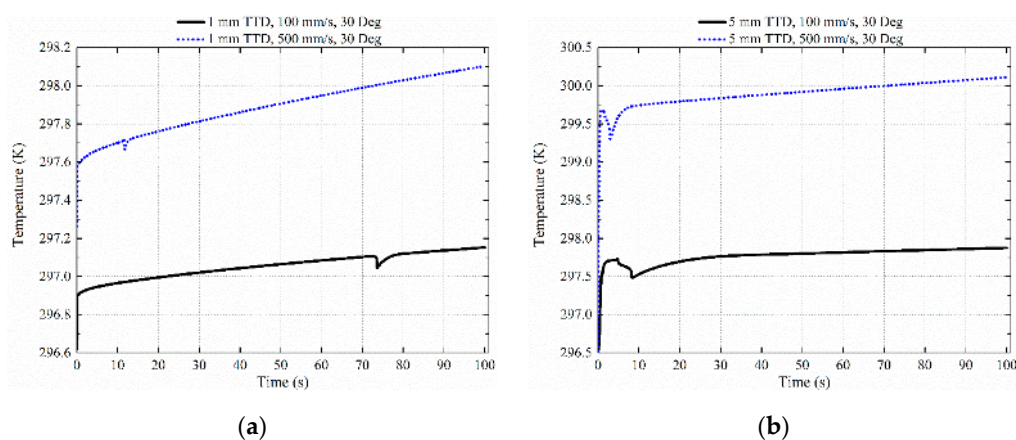 1 mm TTD, 100 mm/s, 30 Deg
1 mm TTD, 500 mm/s, 30 Deg
298.2
298.0
297.8
297.6
297.4
297.2
297.0
296.8
296.6
Temperature (K)
0 10 20 30 40 50 60 70 80 90 100
Time (s)
(a)
5 mm TTD, 100 mm/s, 30 Deg
5 mm TTD, 500 mm/s, 30 Deg
300.5
300.0
299.5
299.0
298.5
298.0
297.5
297.0
296.5
Temperature (K)
0 10 20 30 40 50 60 70 80 90 100
Time (s)
(b)